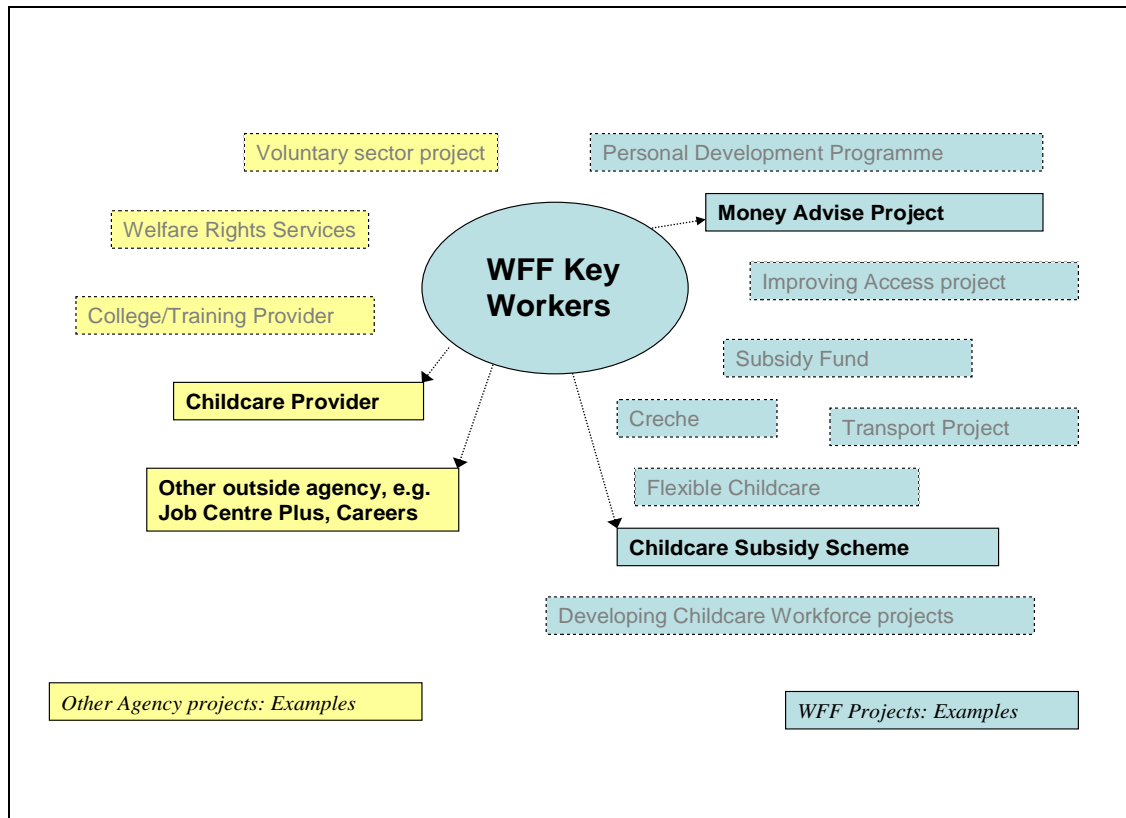 Voluntary sector project
Personal Development Programme
Money Advise Project
Welfare Rights Services
WFF Key
Workers
Improving Access project
College/Training Provider
Subsidy Fund
Childcare Provider
Creche
Transport Project
Other outside agency, e.g.
Job Centre Plus, Careers
Flexible Childcare
Childcare Subsidy Scheme
Developing Childcare Workforce projects
Other Agency projects: Examples
WFF Projects: Examples